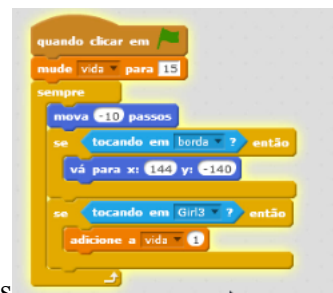 quando clicar em
mude vida para 15
sempre
mova -10 passos
se tocando em borda ? então
vá para x: 144 y: -140
se tocando em Girl3 ? então
adicione a vida 1
s